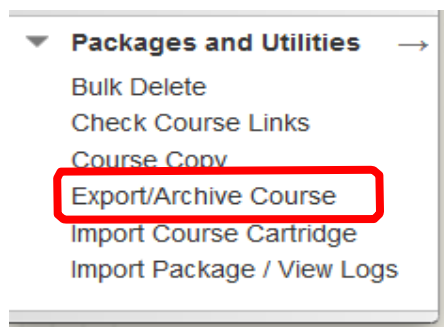 Packages and Utilities →
Bulk Delete
Check Course Links
Course Copy
Export/Archive Course
Import Course Cartridge
Import Package / View Logs